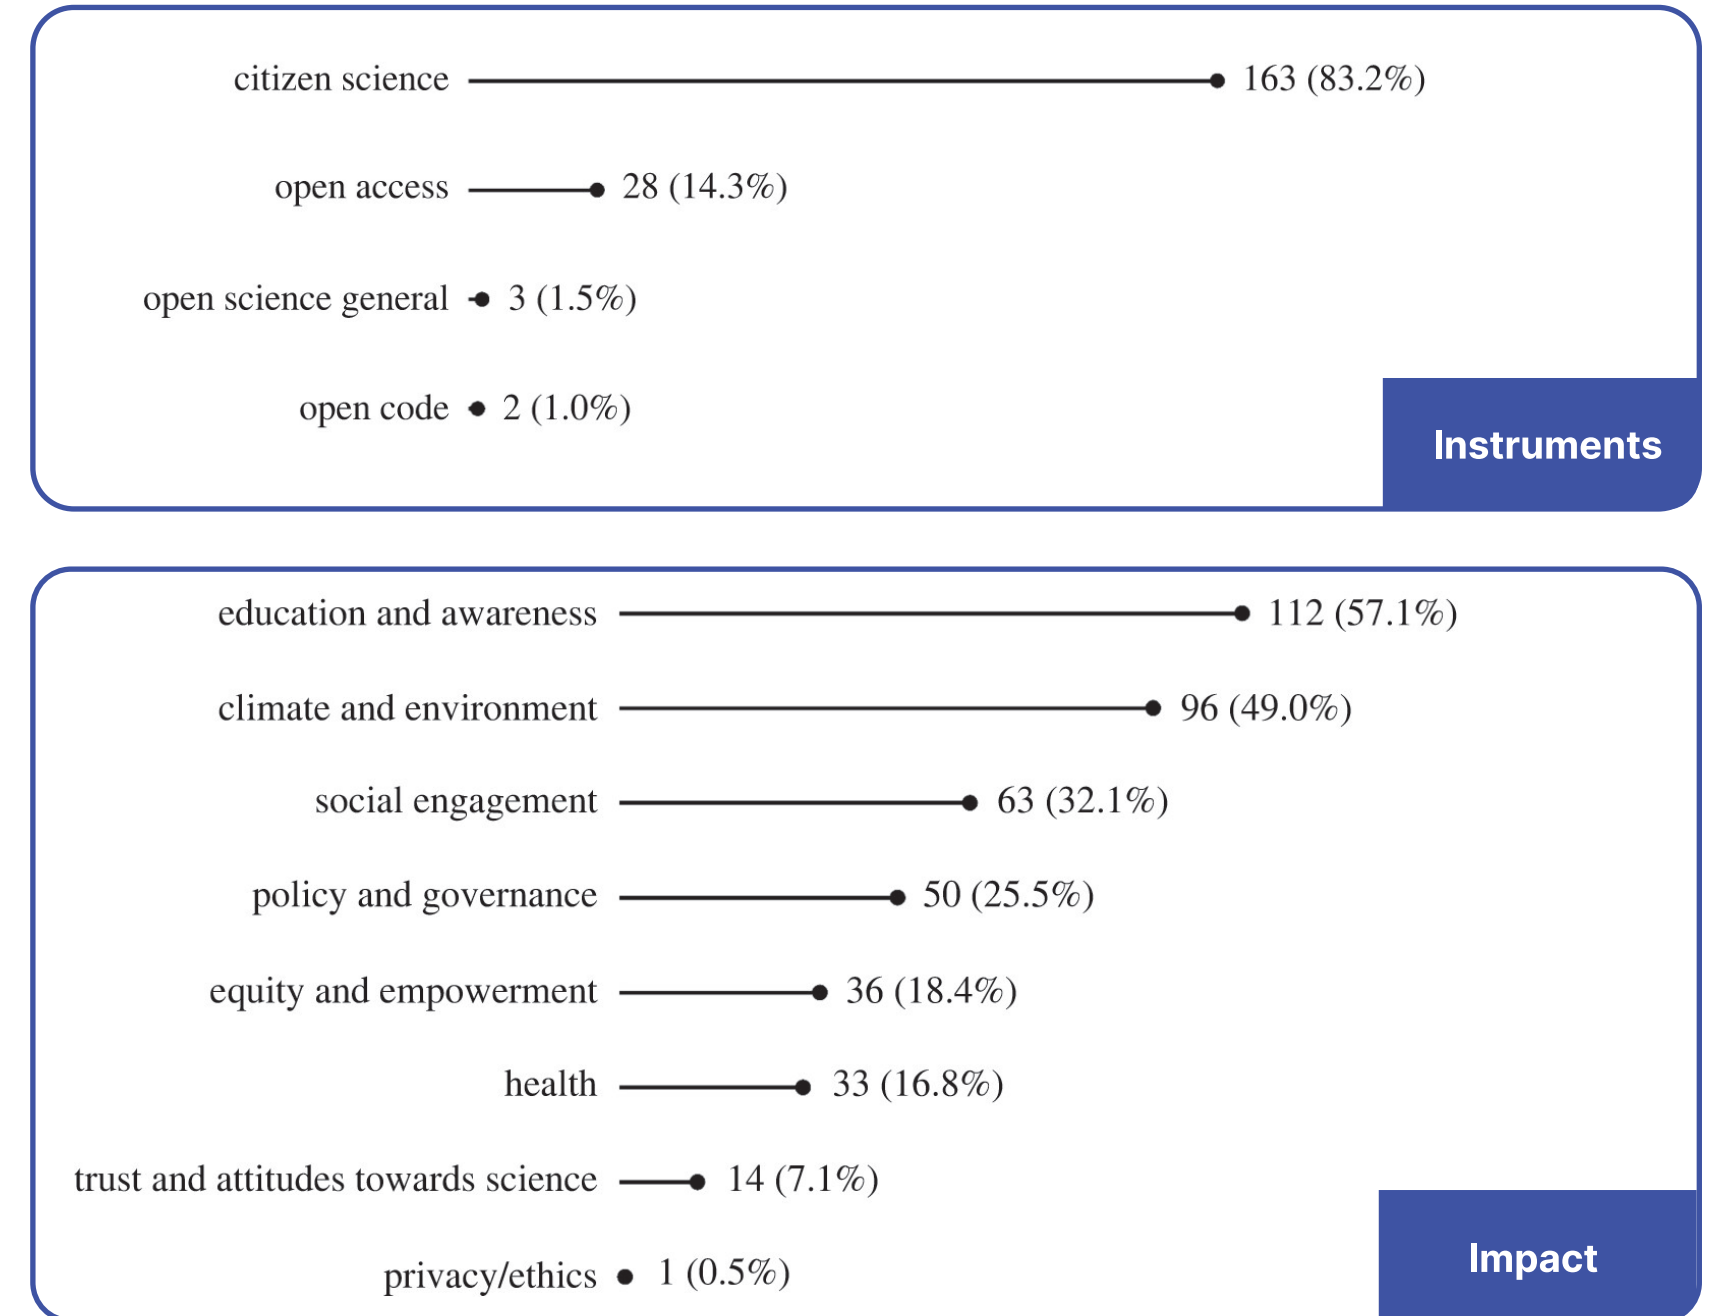 citizen science 163 (83.2%)
open access 28 (14.3%)
open science general 3 (1.5%)
open code 2 (1.0%)
Instruments
education and awareness 112 (57.1%)
climate and environment 96 (49.0%)
social engagement 63 (32.1%)
policy and governance 50 (25.5%)
equity and empowerment 36 (18.4%)
health 33 (16.8%)
trust and attitudes towards science 14 (7.1%)
privacy/ethics 1 (0.5%)
Impact